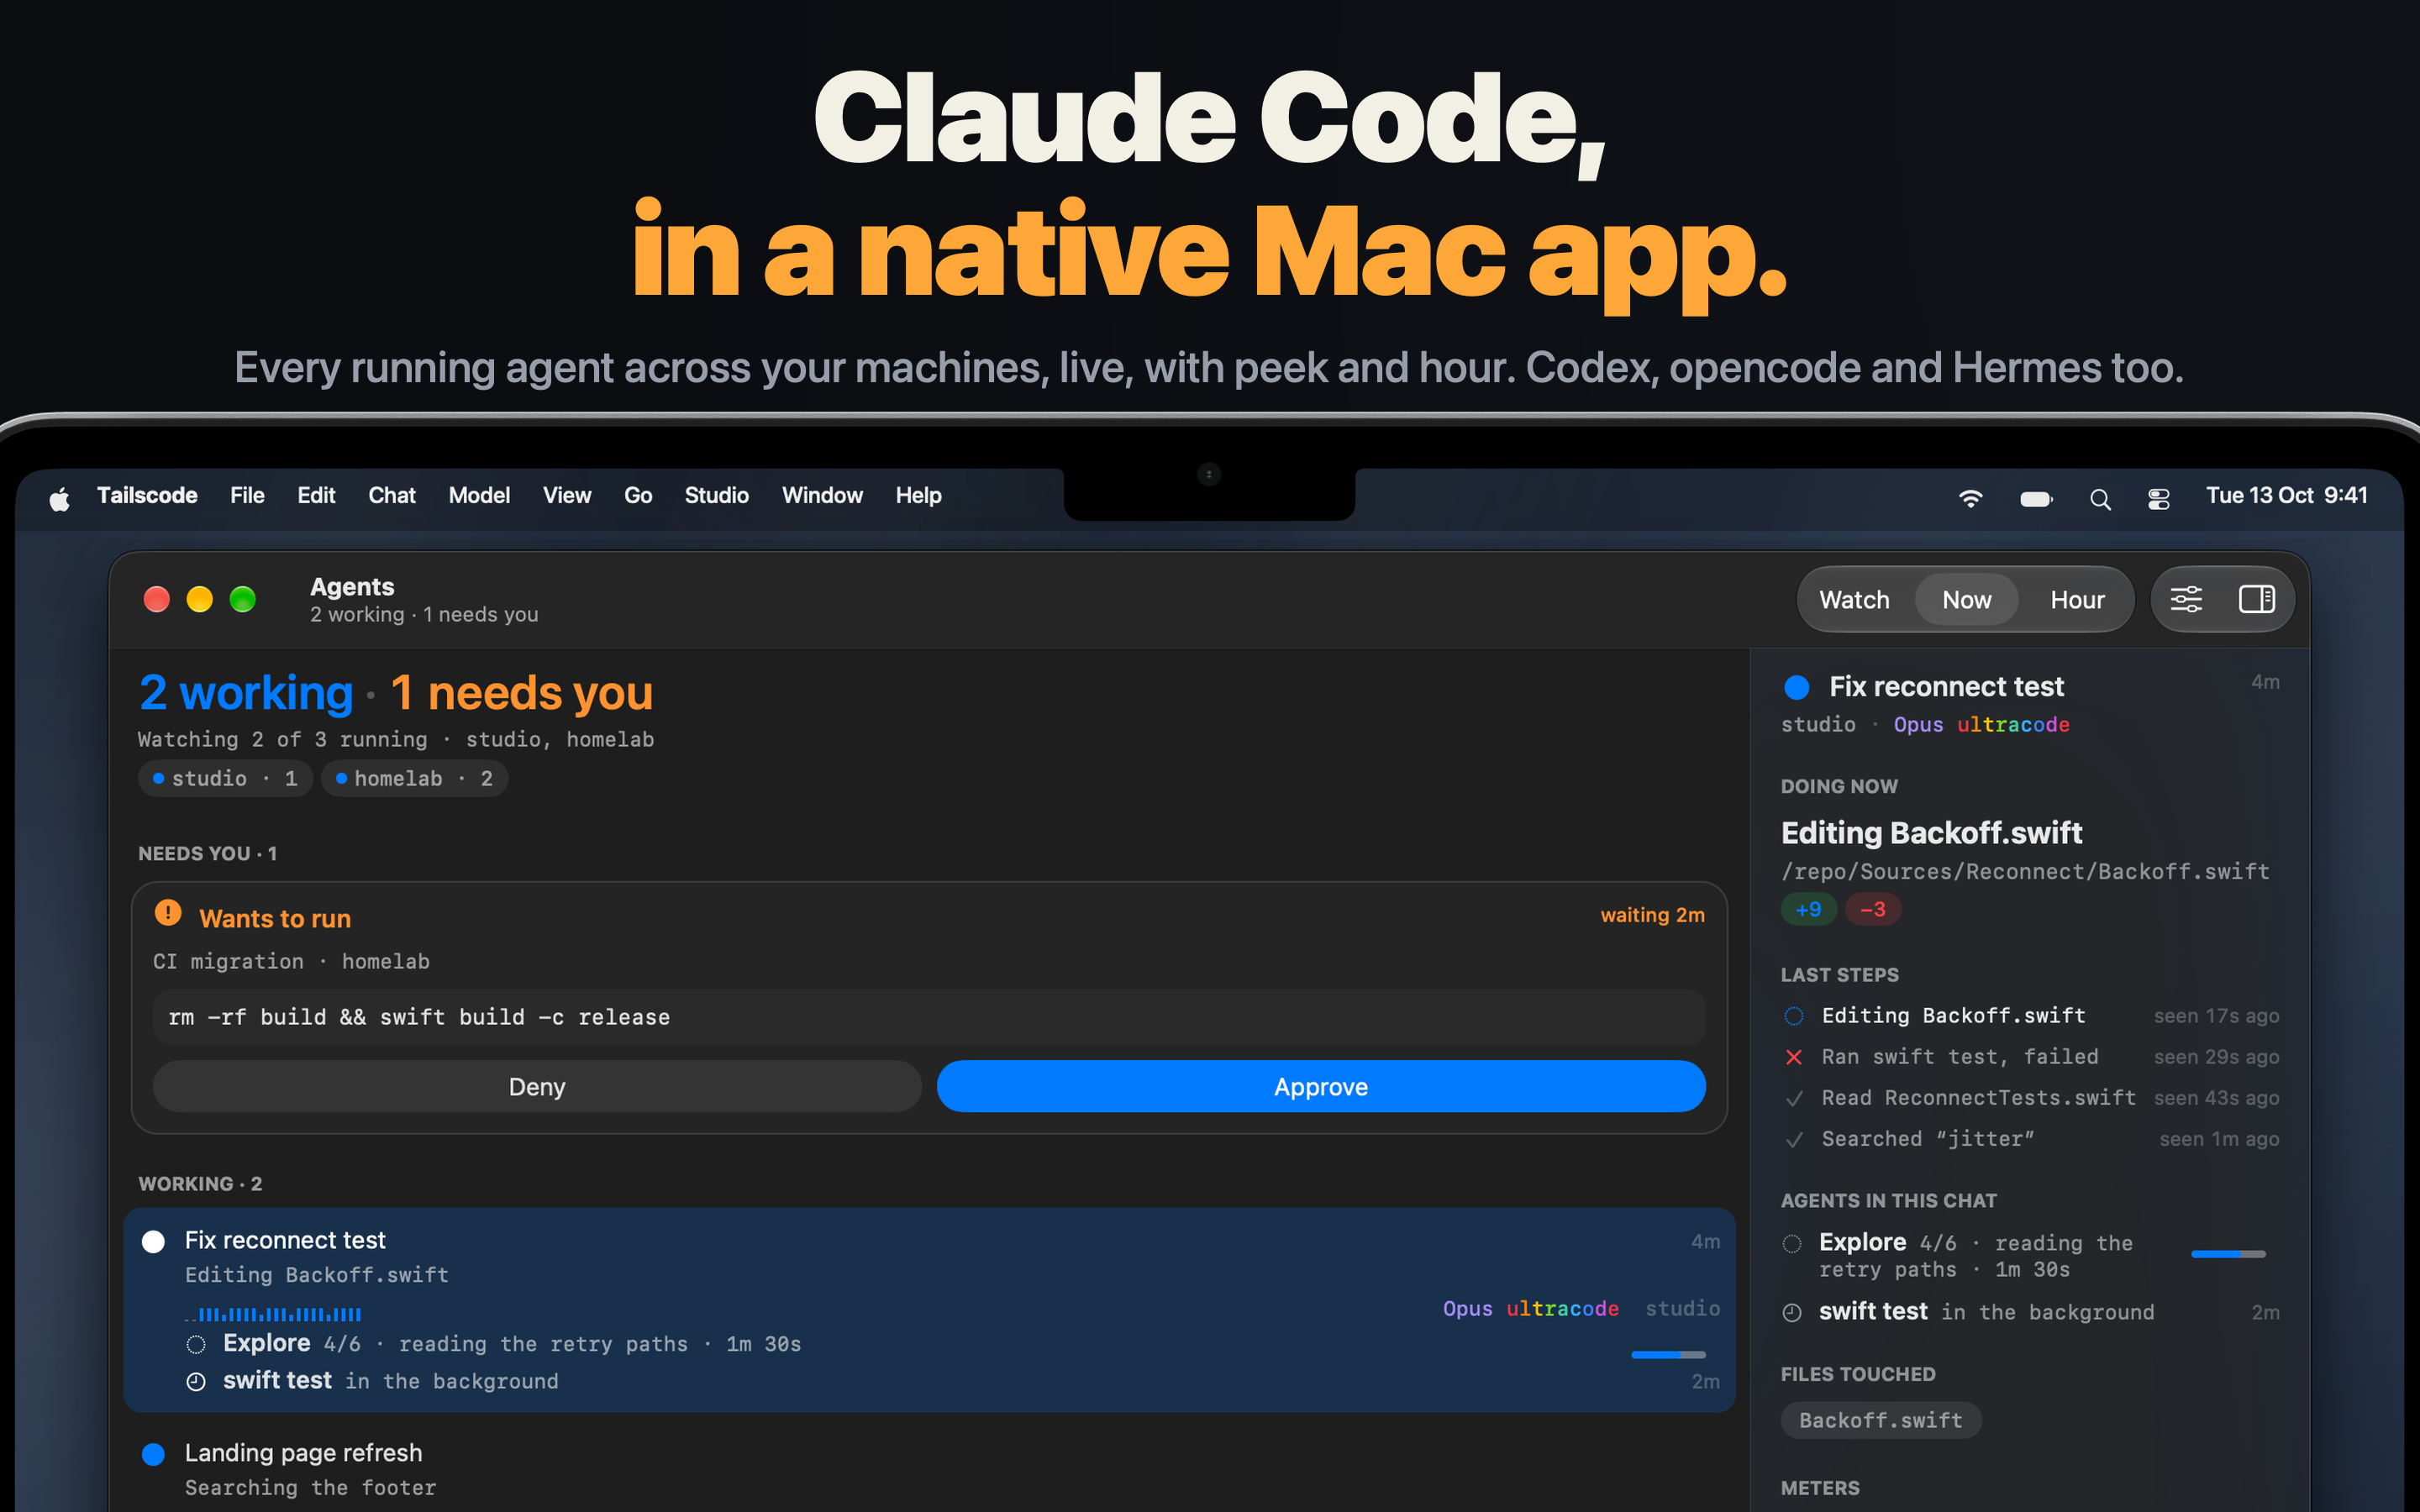 Claude Code,
in a native Mac app.
Every running agent across your machines, live, with peek and hour. Codex, opencode and Hermes too.
Tailscode File Edit Chat Model View Go Studio Window Help
Tue 13 Oct 9:41
Agents
2 working · 1 needs you
Watch Now Hour
2 working · 1 needs you
Watching 2 of 3 running · studio, homelab
studio · 1 homelab · 2
NEEDS YOU · 1
Wants to run
waiting 2m
CI migration · homelab
rm -rf build && swift build -c release
Deny Approve
WORKING · 2
Fix reconnect test
4m
Editing Backoff.swift
Opus ultracode studio
Explore 4/6 · reading the retry paths · 1m 30s
swift test in the background
2m
Landing page refresh
Searching the footer
Fix reconnect test
4m
studio · Opus ultracode
DOING NOW
Editing Backoff.swift
/repo/Sources/Reconnect/Backoff.swift
+9 −3
LAST STEPS
Editing Backoff.swift seen 17s ago
Ran swift test, failed seen 29s ago
Read ReconnectTests.swift seen 43s ago
Searched “jitter” seen 1m ago
AGENTS IN THIS CHAT
Explore 4/6 · reading the
retry paths · 1m 30s
swift test in the background 2m
FILES TOUCHED
Backoff.swift
METERS